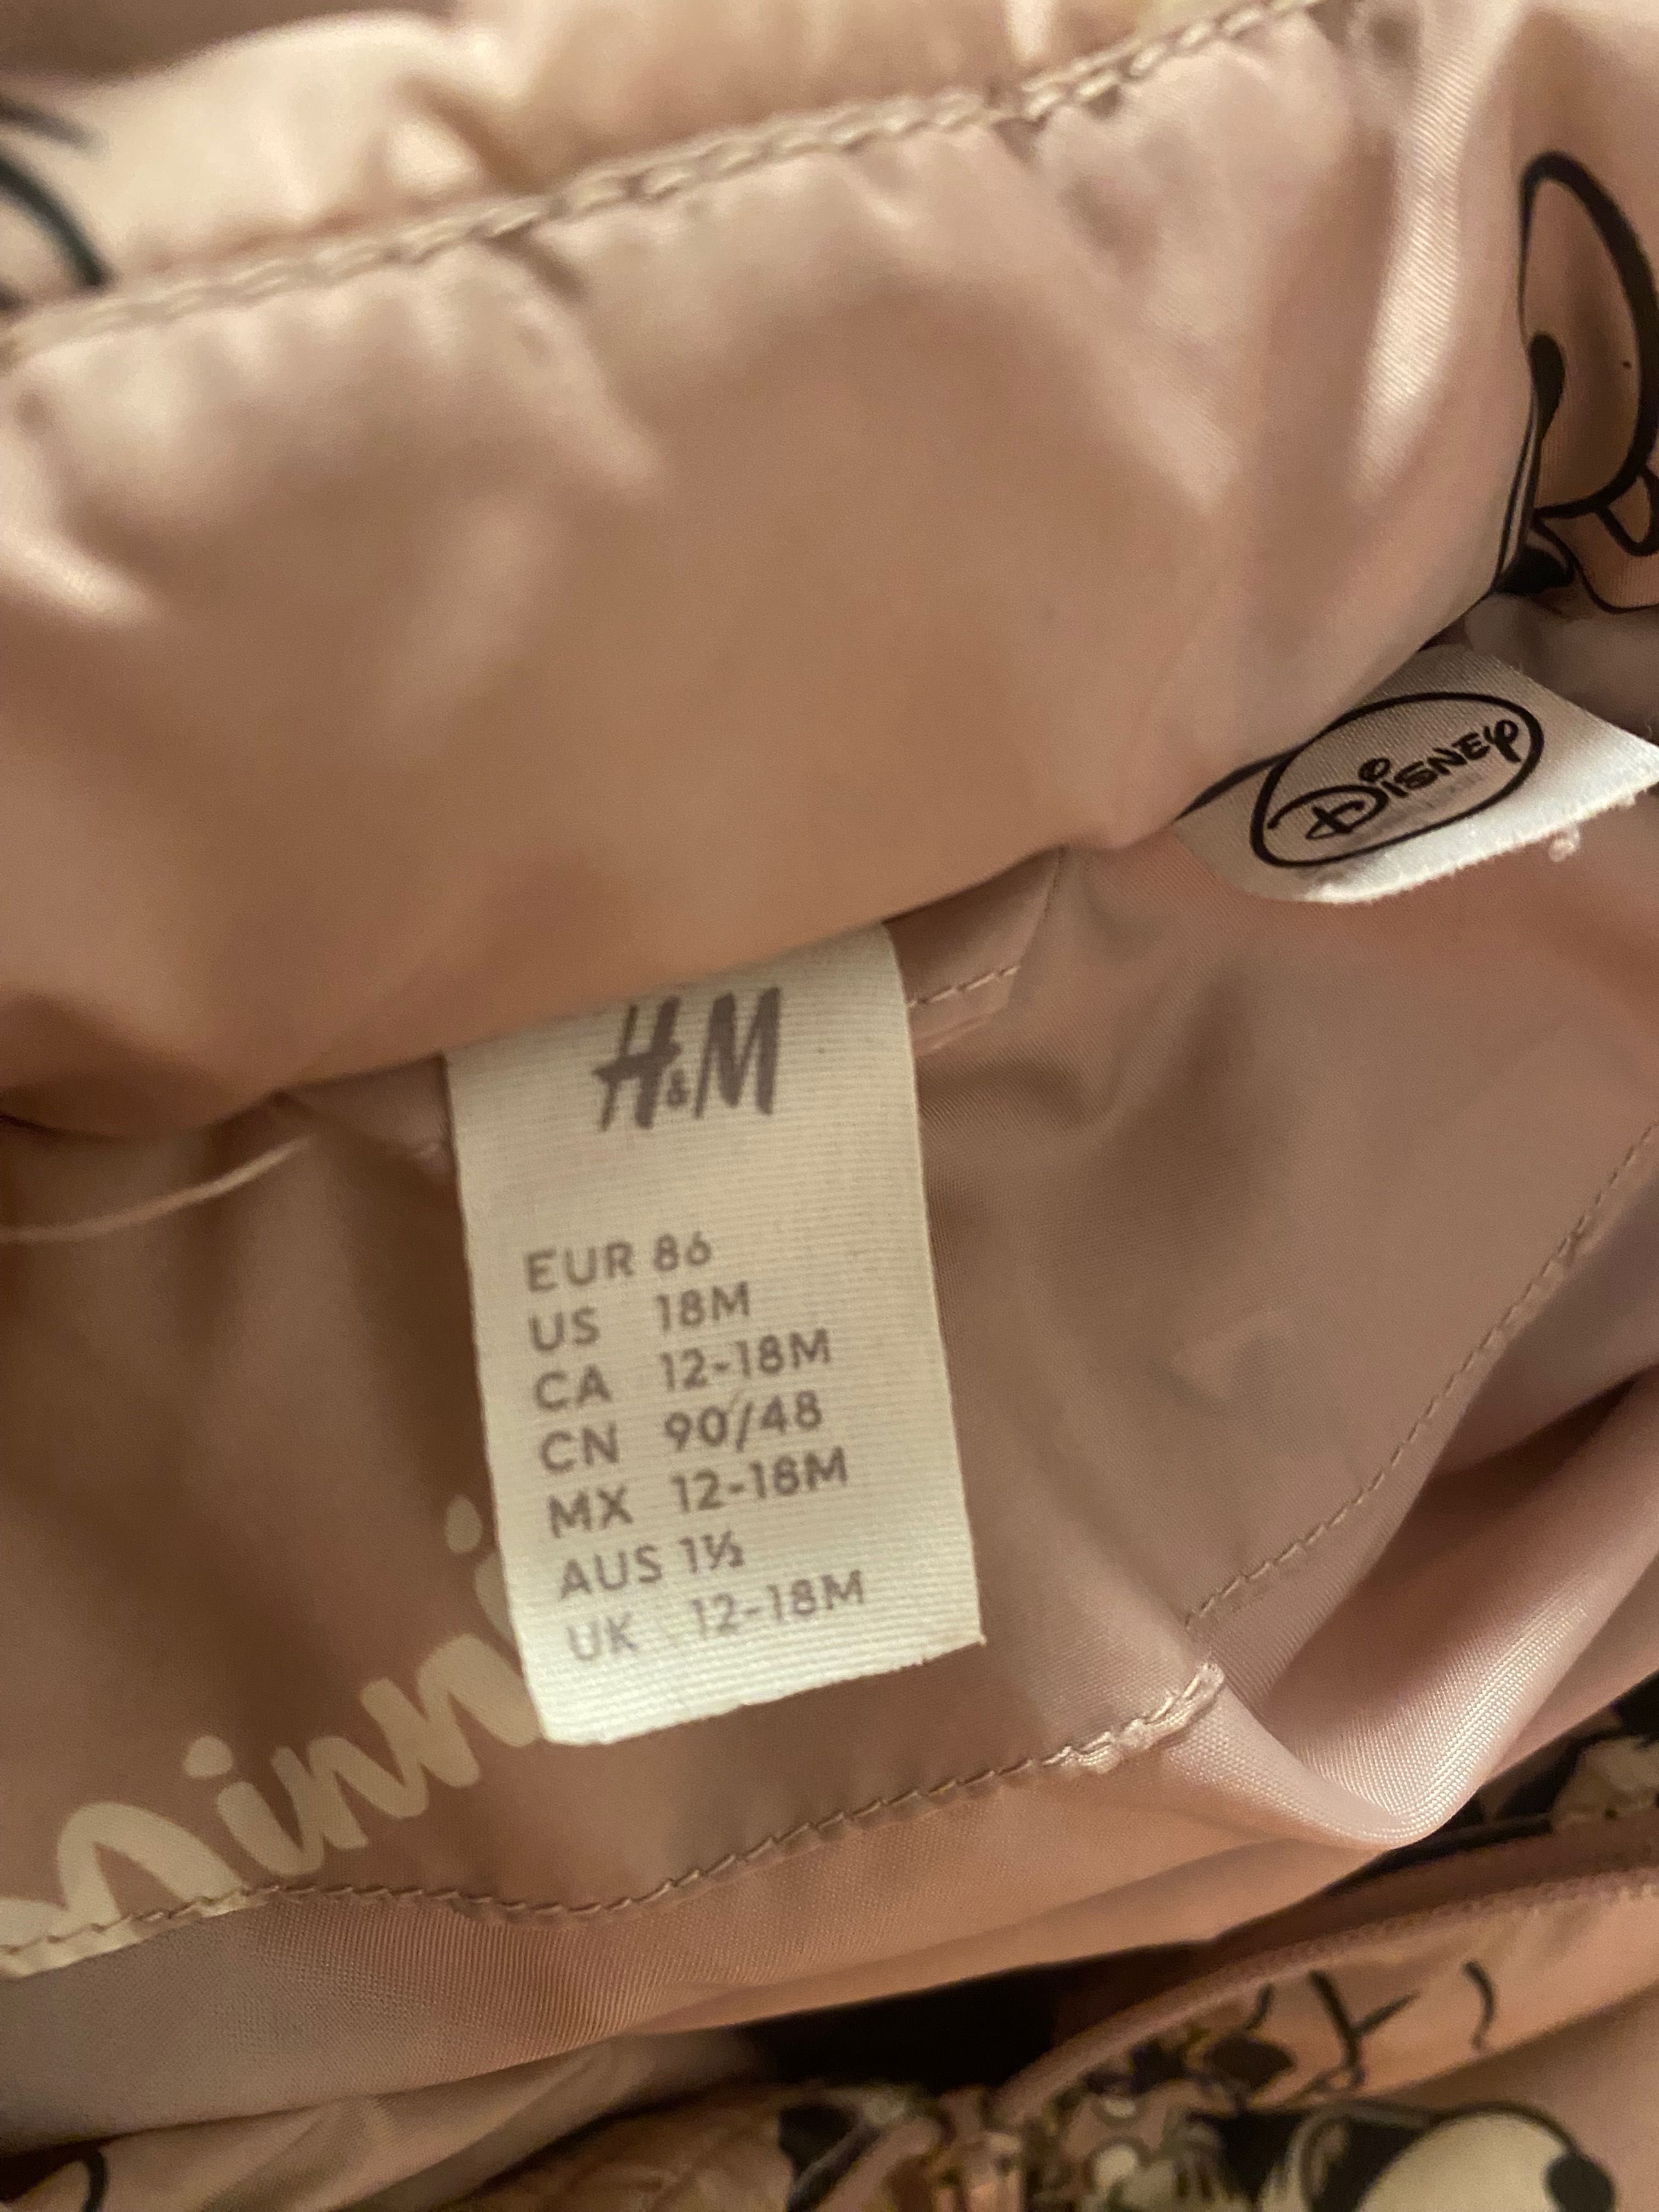 Disney
H&M
EUR 86
US 18M
CA 12-18M
CN 90/48
MX 12-18M
AUS 1½
UK 12-18M
Minni